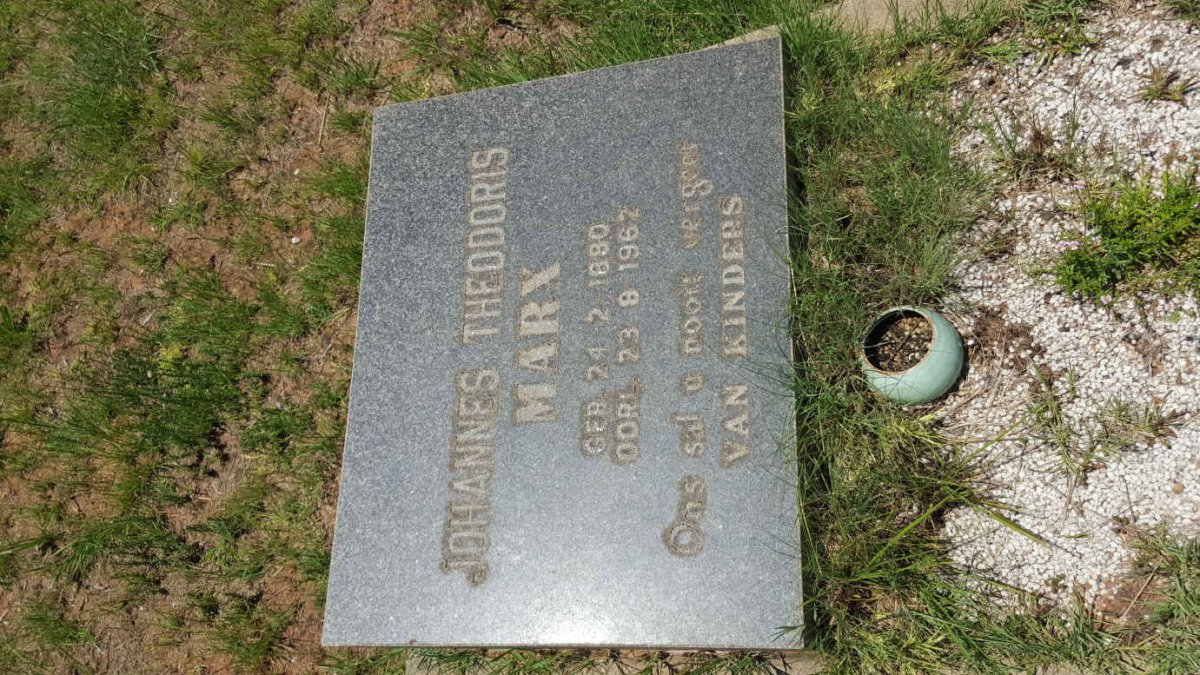 JOHANNES THEODORIS
MARX
GEB. 24 2 1880
OORL. 23 8 1962
Ons sal u nooit vergeet
VAN KINDERS